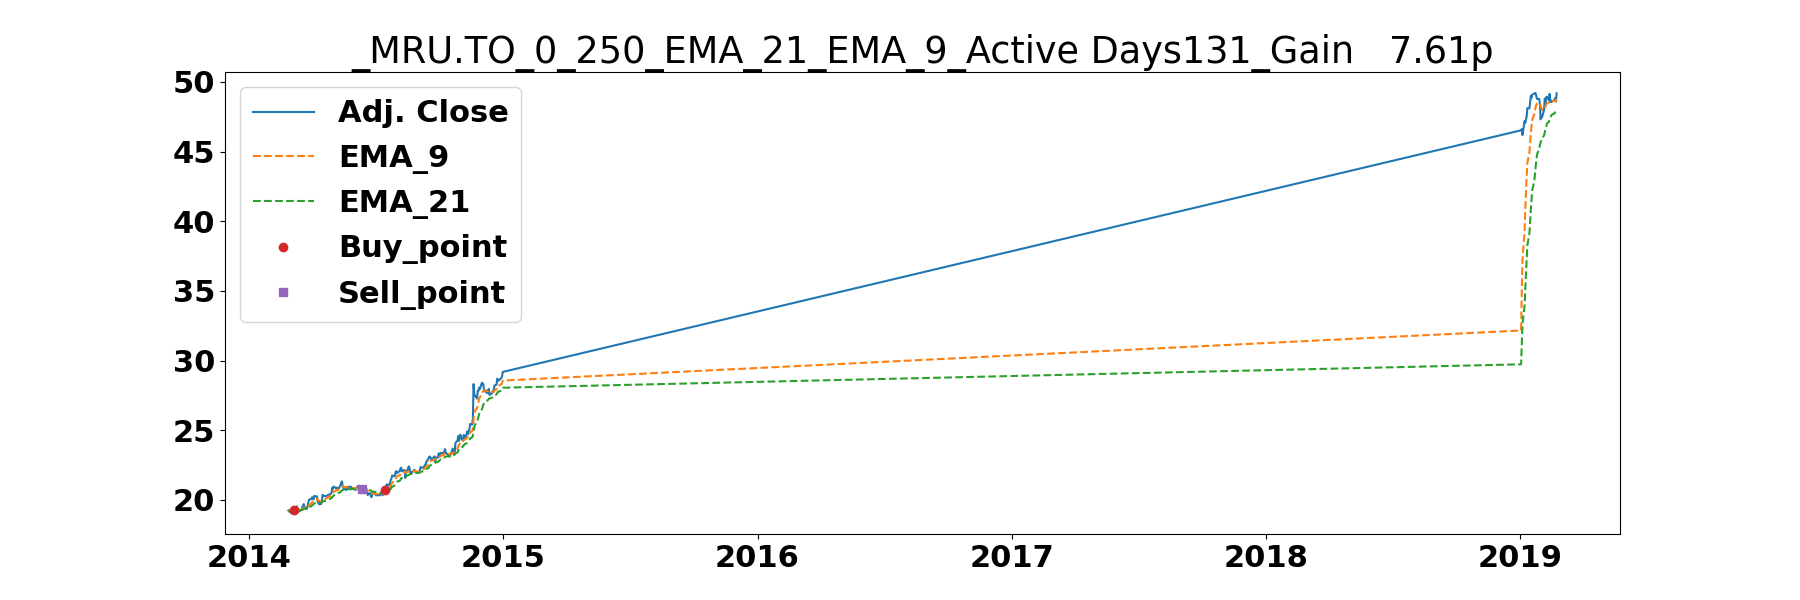 _MRU.TO_0_250_EMA_21_EMA_9_Active Days131_Gain   7.61p
50
45
40
35
30
25
20
Adj. Close
EMA_9
EMA_21
Buy_point
Sell_point
2014 2015 2016 2017 2018 2019